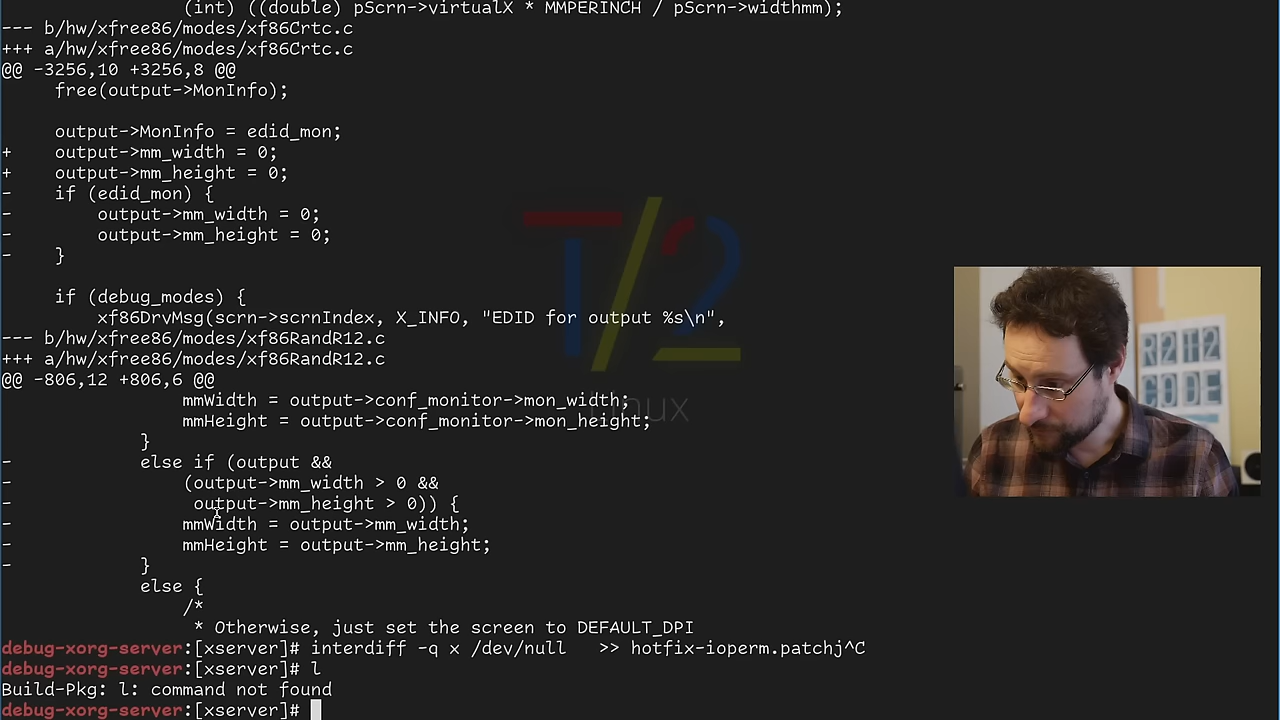 (int) ((double) pScrn->virtualX * MMPERINCH / pScrn->widthmm);
--- b/hw/xfree86/modes/xf86Crtc.c
+++ a/hw/xfree86/modes/xf86Crtc.c
@@ -3256,10 +3256,8 @@
     free(output->MonInfo);
     output->MonInfo = edid_mon;
+    output->mm_width = 0;
+    output->mm_height = 0;
-    if (edid_mon) {
-        output->mm_width = 0;
-        output->mm_height = 0;
-    }
     if (debug_modes) {
         xf86DrvMsg(scrn->scrnIndex, X_INFO, "EDID for output %s\n",
--- b/hw/xfree86/modes/xf86RandR12.c
+++ a/hw/xfree86/modes/xf86RandR12.c
@@ -806,12 +806,6 @@
                 mmWidth = output->conf_monitor->mon_width;
                 mmHeight = output->conf_monitor->mon_height;
             }
-            else if (output &&
-                (output->mm_width > 0 &&
-                 output->mm_height > 0)) {
-                mmWidth = output->mm_width;
-                mmHeight = output->mm_height;
-            }
             else {
                 /*
                  * Otherwise, just set the screen to DEFAULT_DPI
debug-xorg-server:[xserver]# interdiff -q x /dev/null   >> hotfix-ioperm.patchj^C
debug-xorg-server:[xserver]# l
Build-Pkg: l: command not found
debug-xorg-server:[xserver]#
T/2
Linux
R2T2
CODE